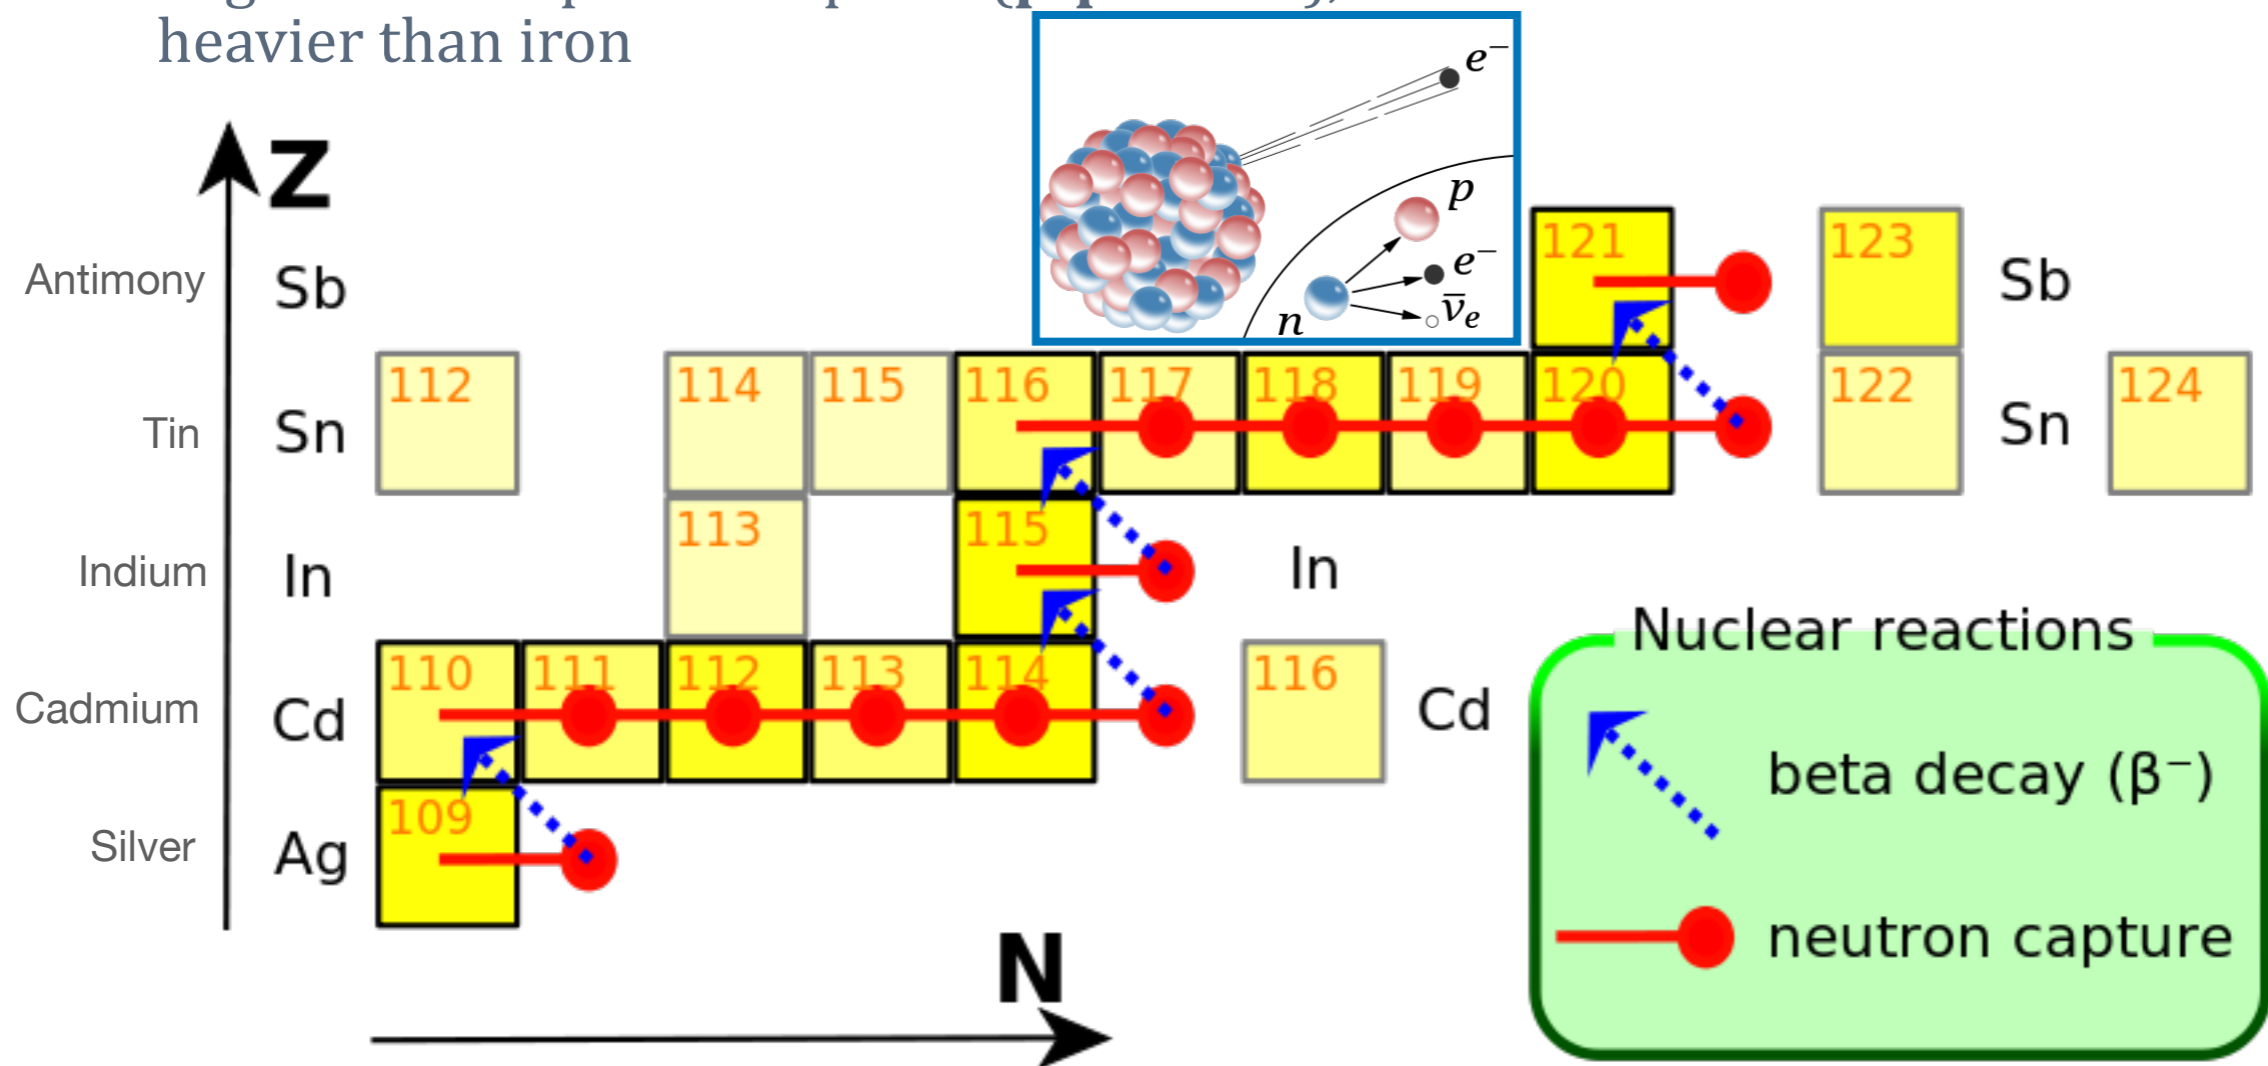 heavier than iron
e⁻
Z
p
e⁻
n
ν̄ₑ
121
123
Antimony
Sb
Sb
112
114
115
116
117
118
119
120
122
124
Tin
Sn
Sn
113
115
Indium
In
In
Nuclear reactions
110
111
112
113
114
116
Cadmium
Cd
Cd
beta decay (β⁻)
109
Silver
Ag
neutron capture
N